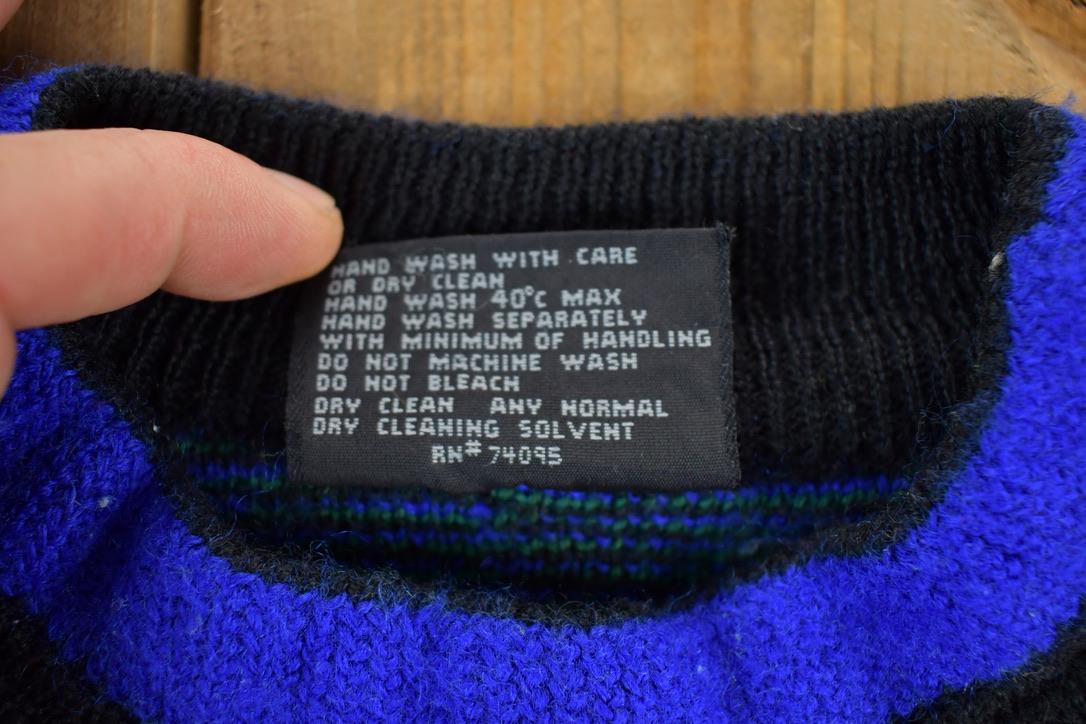 HAND WASH WITH CARE
OR DRY CLEAN
HAND WASH 40°C MAX
HAND WASH SEPARATELY
WITH MINIMUM OF HANDLING
DO NOT MACHINE WASH
DO NOT BLEACH
DRY CLEAN ANY NORMAL
DRY CLEANING SOLVENT
RN# 74095